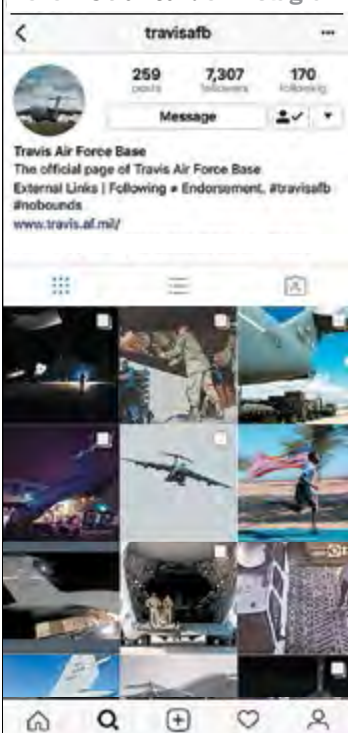 travisafb
259 7,307 170
posts followers following
Message
Travis Air Force Base
The official page of Travis Air Force Base
External Links | Following ≠ Endorsement. #travisafb
#nobounds
www.travis.af.mil/